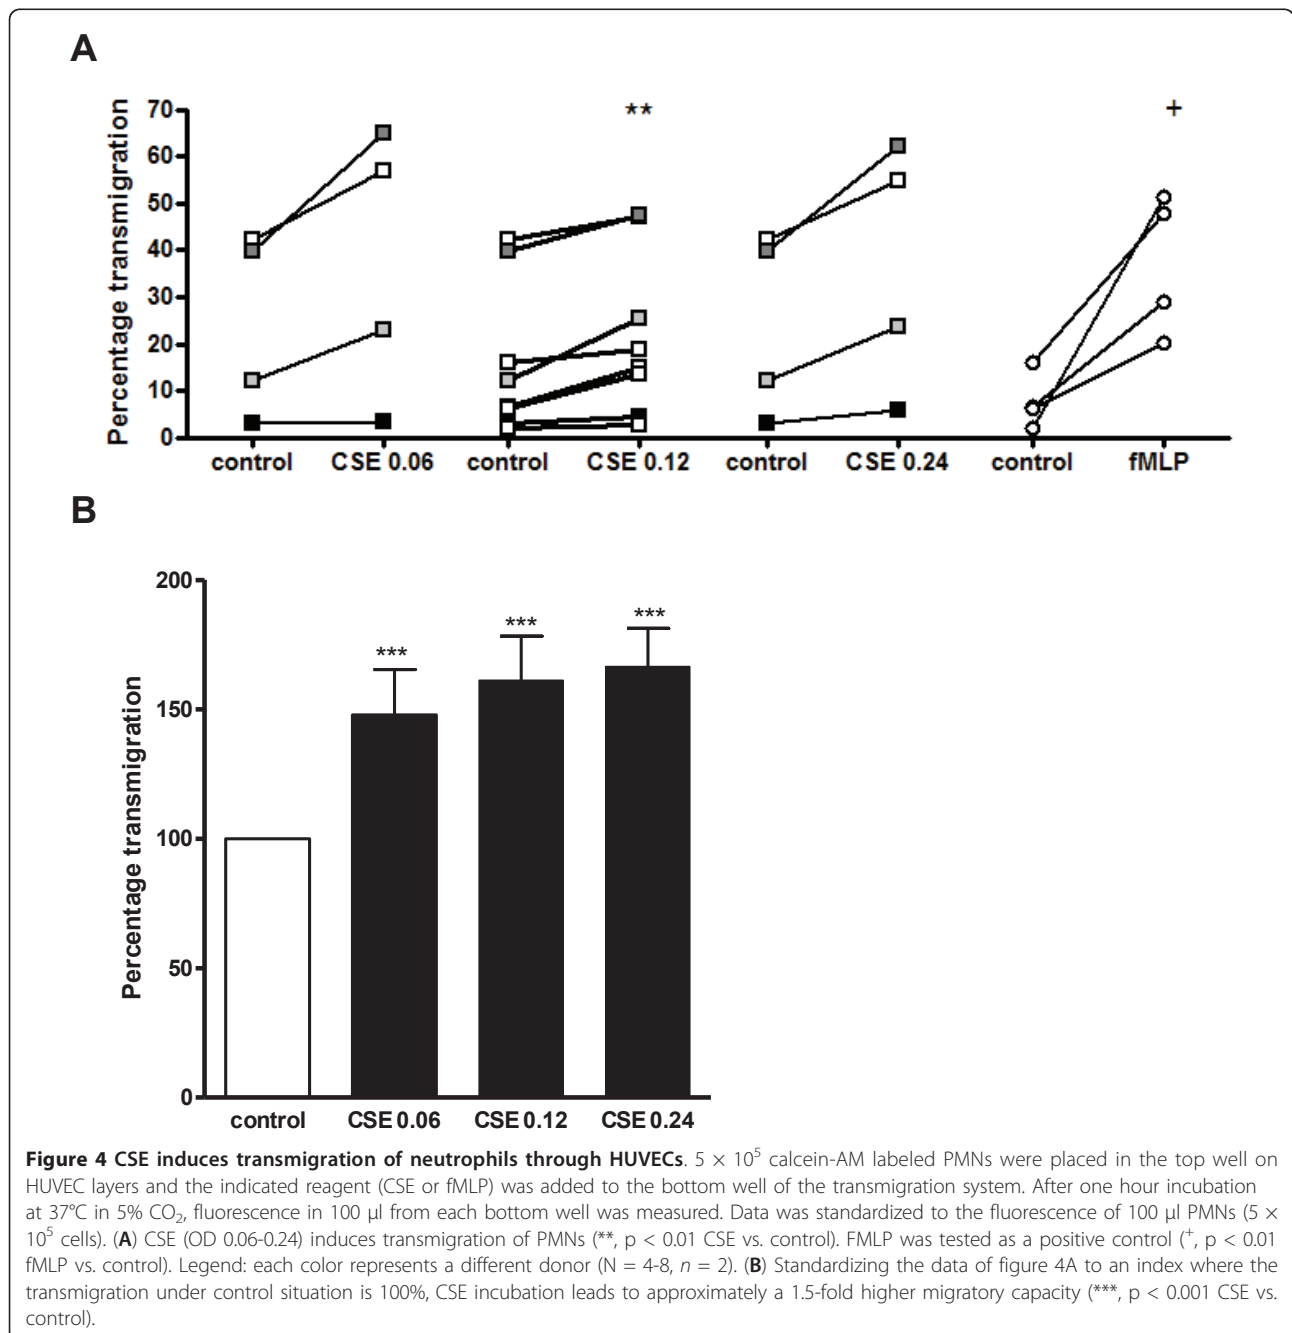 A
Percentage transmigration
70
60
50
40
30
20
10
0
**
+
control CSE 0.06 control CSE 0.12 control CSE 0.24 control fMLP
B
Percentage transmigration
200
150
100
50
0
***
***
***
control CSE 0.06 CSE 0.12 CSE 0.24
Figure 4 CSE induces transmigration of neutrophils through HUVECs. 5 × 10⁵ calcein-AM labeled PMNs were placed in the top well on
HUVEC layers and the indicated reagent (CSE or fMLP) was added to the bottom well of the transmigration system. After one hour incubation
at 37°C in 5% CO₂, fluorescence in 100 μl from each bottom well was measured. Data was standardized to the fluorescence of 100 μl PMNs (5 ×
10⁵ cells). (A) CSE (OD 0.06-0.24) induces transmigration of PMNs (**, p < 0.01 CSE vs. control). FMLP was tested as a positive control (⁺, p < 0.01
fMLP vs. control). Legend: each color represents a different donor (N = 4-8, n = 2). (B) Standardizing the data of figure 4A to an index where the
transmigration under control situation is 100%, CSE incubation leads to approximately a 1.5-fold higher migratory capacity (***, p < 0.001 CSE vs.
control).